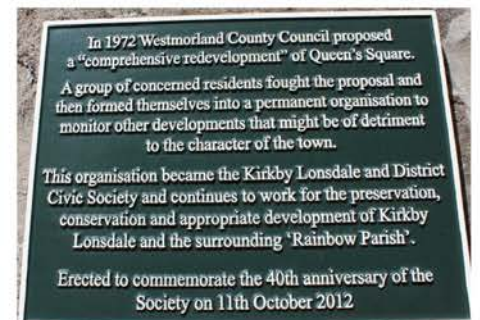 In 1972 Westmorland County Council proposed
a "comprehensive redevelopment" of Queen's Square.
A group of concerned residents fought the proposal and
then formed themselves into a permanent organisation to
monitor other developments that might be of detriment
to the character of the town.
This organisation became the Kirkby Lonsdale and District
Civic Society and continues to work for the preservation,
conservation and appropriate development of Kirkby
Lonsdale and the surrounding 'Rainbow Parish'.
Erected to commemorate the 40th anniversary of the
Society on 11th October 2012